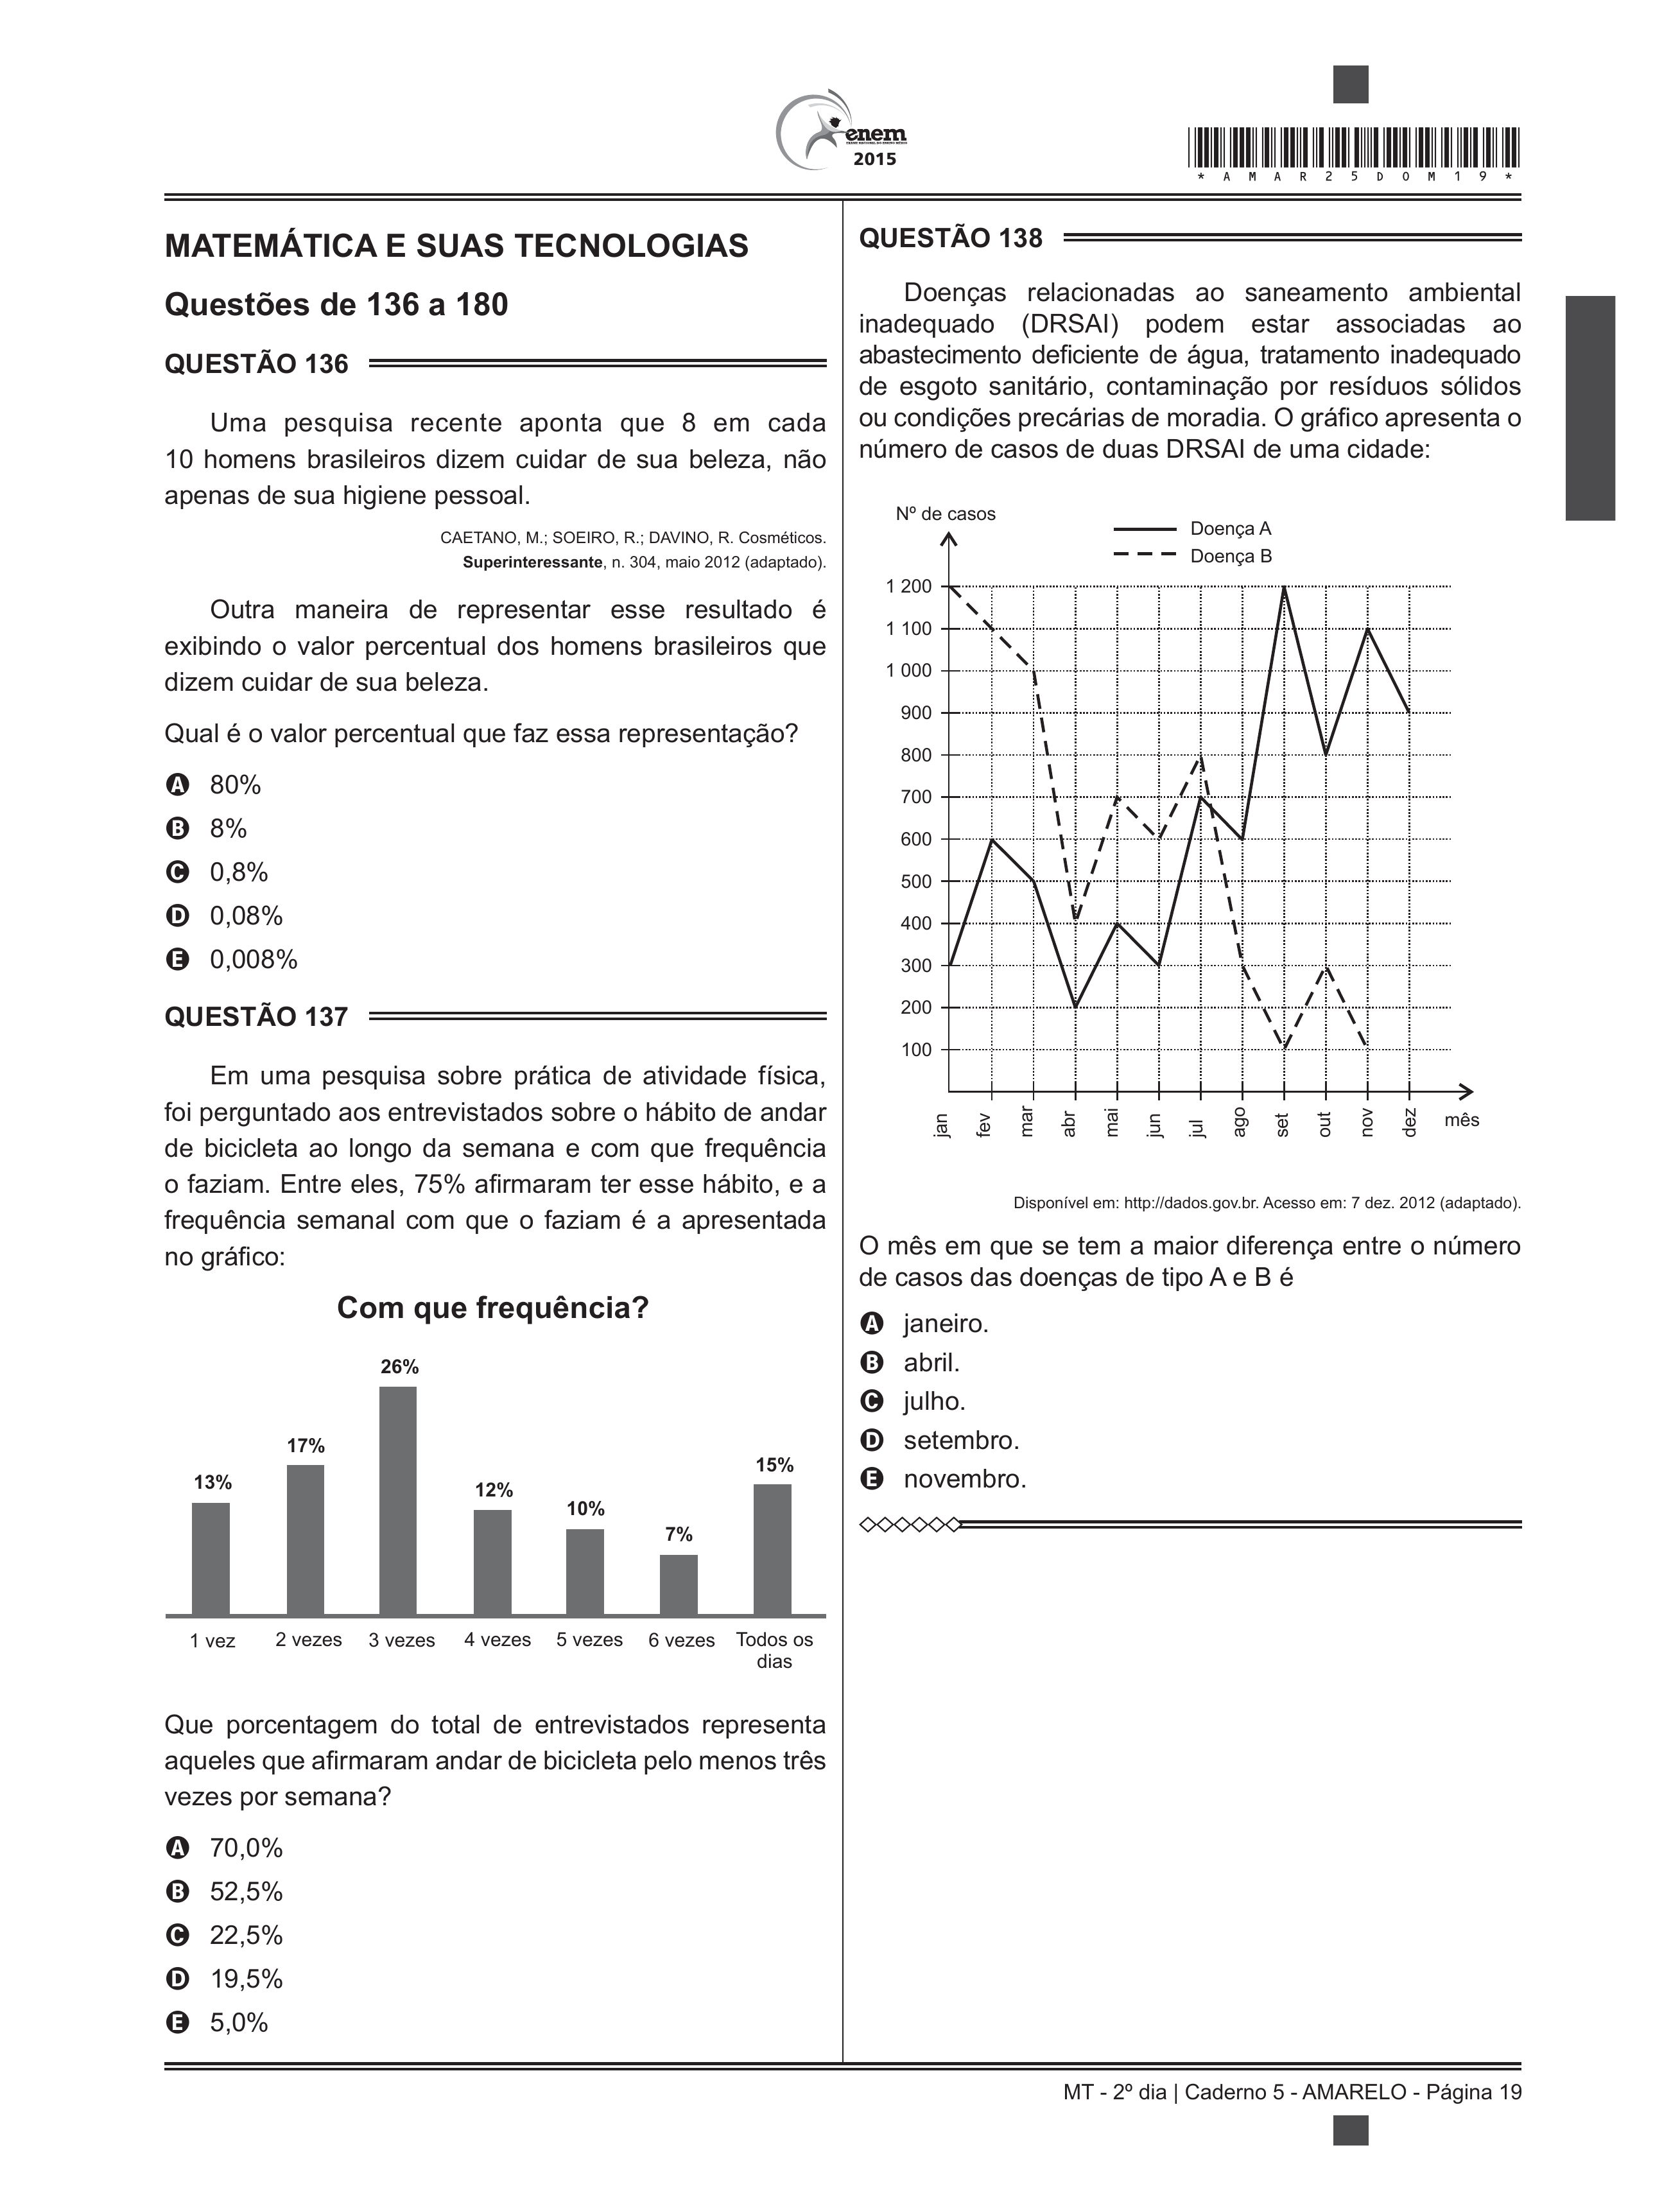 enem
EXAME NACIONAL DO ENSINO MÉDIO
2015
*AMAR25DOM19*
MATEMÁTICA E SUAS TECNOLOGIAS
Questões de 136 a 180
QUESTÃO 136
Uma pesquisa recente aponta que 8 em cada
10 homens brasileiros dizem cuidar de sua beleza, não
apenas de sua higiene pessoal.
CAETANO, M.; SOEIRO, R.; DAVINO, R. Cosméticos.
Superinteressante, n. 304, maio 2012 (adaptado).
Outra maneira de representar esse resultado é
exibindo o valor percentual dos homens brasileiros que
dizem cuidar de sua beleza.
Qual é o valor percentual que faz essa representação?
A 80%
B 8%
C 0,8%
D 0,08%
E 0,008%
QUESTÃO 137
Em uma pesquisa sobre prática de atividade física,
foi perguntado aos entrevistados sobre o hábito de andar
de bicicleta ao longo da semana e com que frequência
o faziam. Entre eles, 75% afirmaram ter esse hábito, e a
frequência semanal com que o faziam é a apresentada
no gráfico:
Com que frequência?
13%
17%
26%
12%
10%
7%
15%
1 vez
2 vezes
3 vezes
4 vezes
5 vezes
6 vezes
Todos os
dias
Que porcentagem do total de entrevistados representa
aqueles que afirmaram andar de bicicleta pelo menos três
vezes por semana?
A 70,0%
B 52,5%
C 22,5%
D 19,5%
E 5,0%
QUESTÃO 138
Doenças relacionadas ao saneamento ambiental
inadequado (DRSAI) podem estar associadas ao
abastecimento deficiente de água, tratamento inadequado
de esgoto sanitário, contaminação por resíduos sólidos
ou condições precárias de moradia. O gráfico apresenta o
número de casos de duas DRSAI de uma cidade:
Nº de casos
Doença A
Doença B
1 200
1 100
1 000
900
800
700
600
500
400
300
200
100
jan
fev
mar
abr
mai
jun
jul
ago
set
out
nov
dez
mês
Disponível em: http://dados.gov.br. Acesso em: 7 dez. 2012 (adaptado).
O mês em que se tem a maior diferença entre o número
de casos das doenças de tipo A e B é
A janeiro.
B abril.
C julho.
D setembro.
E novembro.
MT - 2º dia | Caderno 5 - AMARELO - Página 19